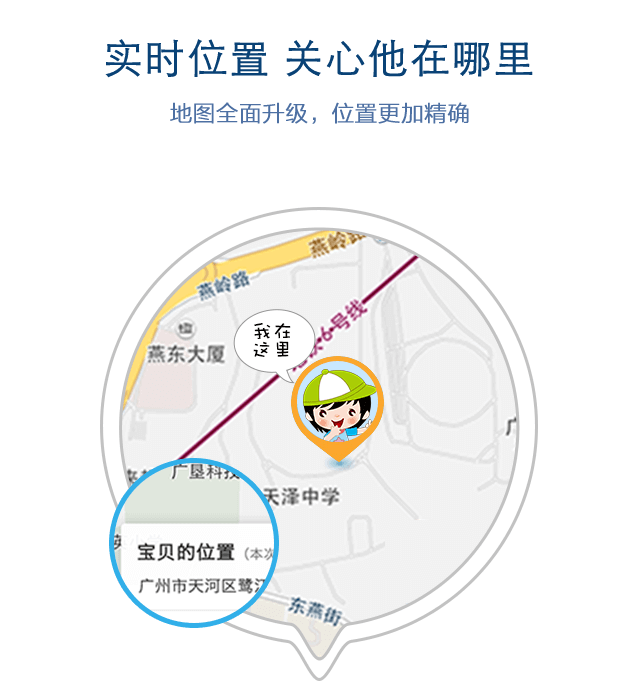 实时位置 关心他在哪里
地图全面升级，位置更加精确
燕岭路
燕岭路
我在
这里
6号线
燕东大厦
广垦科技
天泽中学
宝贝的位置（本次
广州市天河区鹭江
东燕街